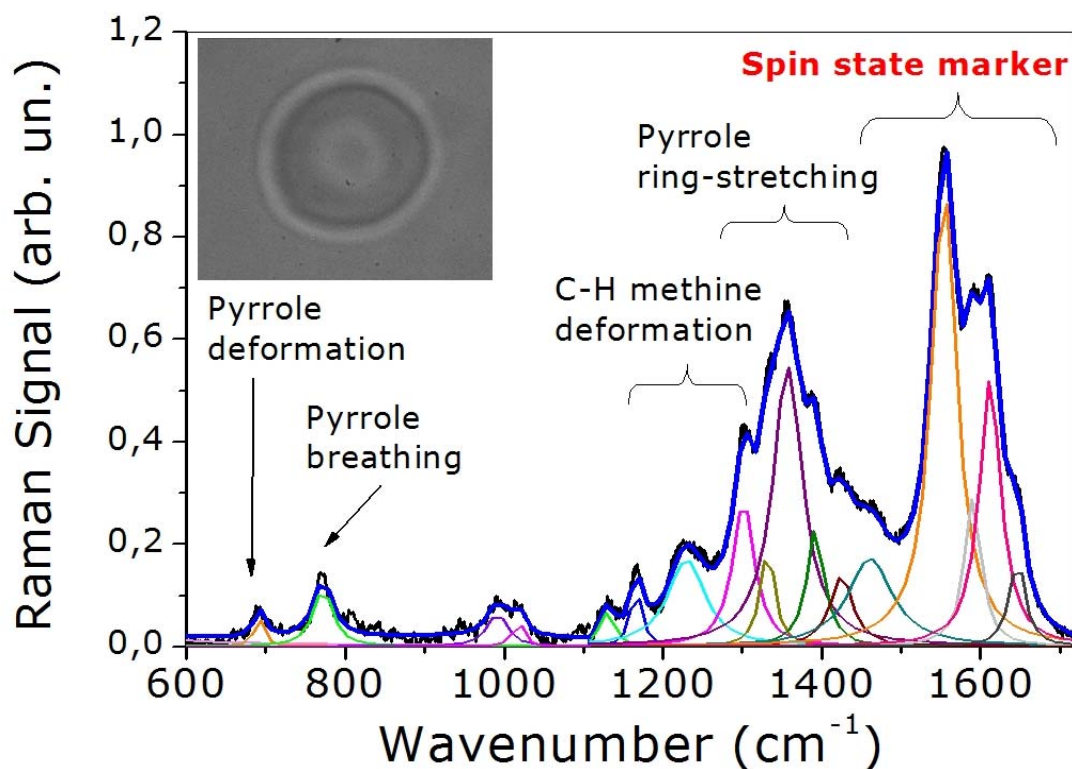 Spin state marker
Pyrrole
ring-stretching
C-H methine
deformation
Pyrrole
deformation
Pyrrole
breathing
Raman Signal (arb. un.)
1,2
1,0
0,8
0,6
0,4
0,2
0,0
600 800 1000 1200 1400 1600
Wavenumber (cm⁻¹)